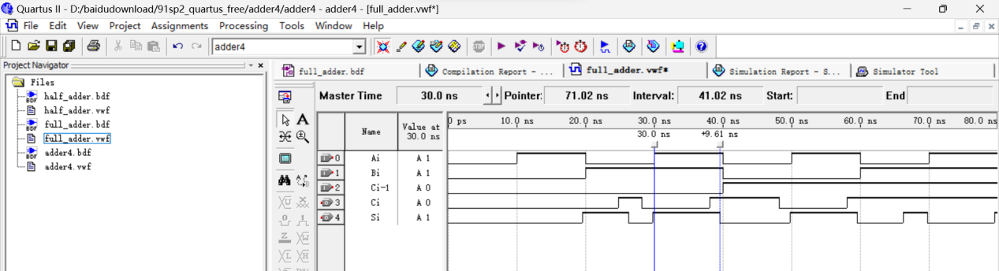 Quartus II - D:/baidudownload/91sp2_quartus_free/adder4/adder4 - adder4 - [full_adder.vwf*]
File Edit View Project Assignments Processing Tools Window Help
adder4
Project Navigator
Files
half_adder.bdf
half_adder.vwf
full_adder.bdf
full_adder.vwf
adder4.bdf
adder4.vwf
full_adder.bdf
Compilation Report - ...
full_adder.vwf*
Simulation Report - S...
Simulator Tool
Master Time 30.0 ns Pointer: 71.02 ns Interval: 41.02 ns Start: End
Name Value at 30.0 ns
0 ps 10.0 ns 20.0 ns 30.0 ns 40.0 ns 50.0 ns 60.0 ns 70.0 ns 80.0 ns
30.0 ns +9.61 ns
0 Ai A 1
1 Bi A 1
2 Ci-1 A 0
3 Ci A 0
4 Si A 1